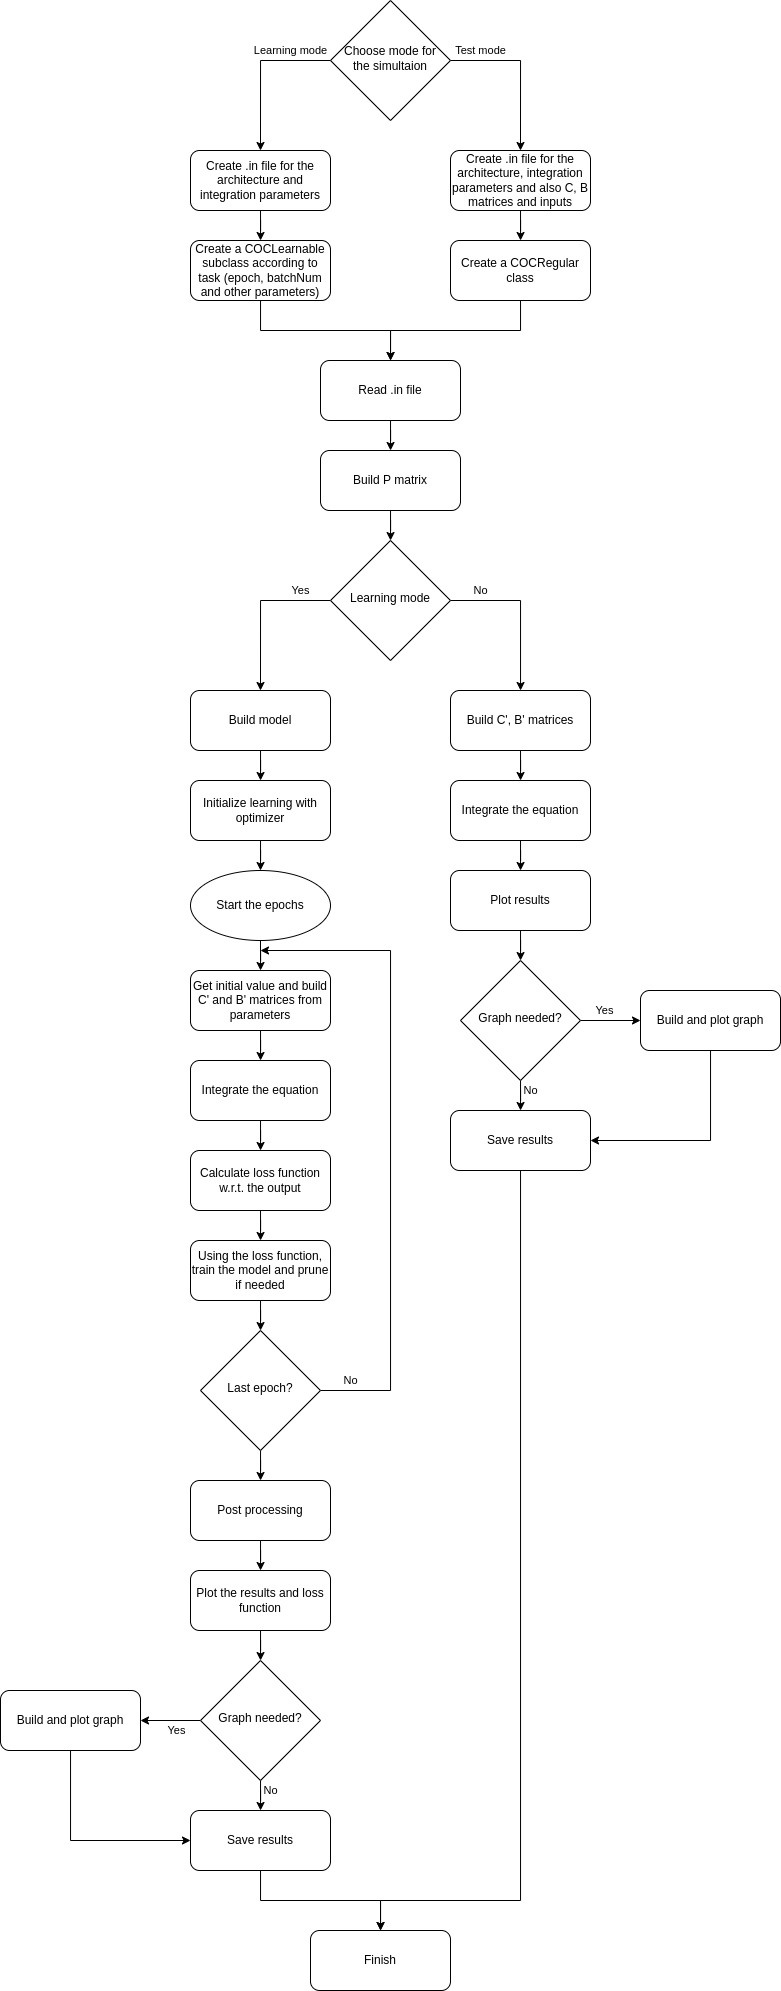 Learning mode
Choose mode for
the simultaion
Test mode
Create .in file for the
architecture and
integration parameters
Create .in file for the
architecture, integration
parameters and also C, B
matrices and inputs
Create a COCLearnable
subclass according to
task (epoch, batchNum
and other parameters)
Create a COCRegular
class
Read .in file
Build P matrix
Yes
Learning mode
No
Build model
Build C', B' matrices
Initialize learning with
optimizer
Integrate the equation
Start the epochs
Plot results
Get initial value and build
C' and B' matrices from
parameters
Graph needed?
Yes
Build and plot graph
No
Integrate the equation
Save results
Calculate loss function
w.r.t. the output
Using the loss function,
train the model and prune
if needed
Last epoch?
No
Post processing
Plot the results and loss
function
Graph needed?
Yes
Build and plot graph
No
Save results
Finish